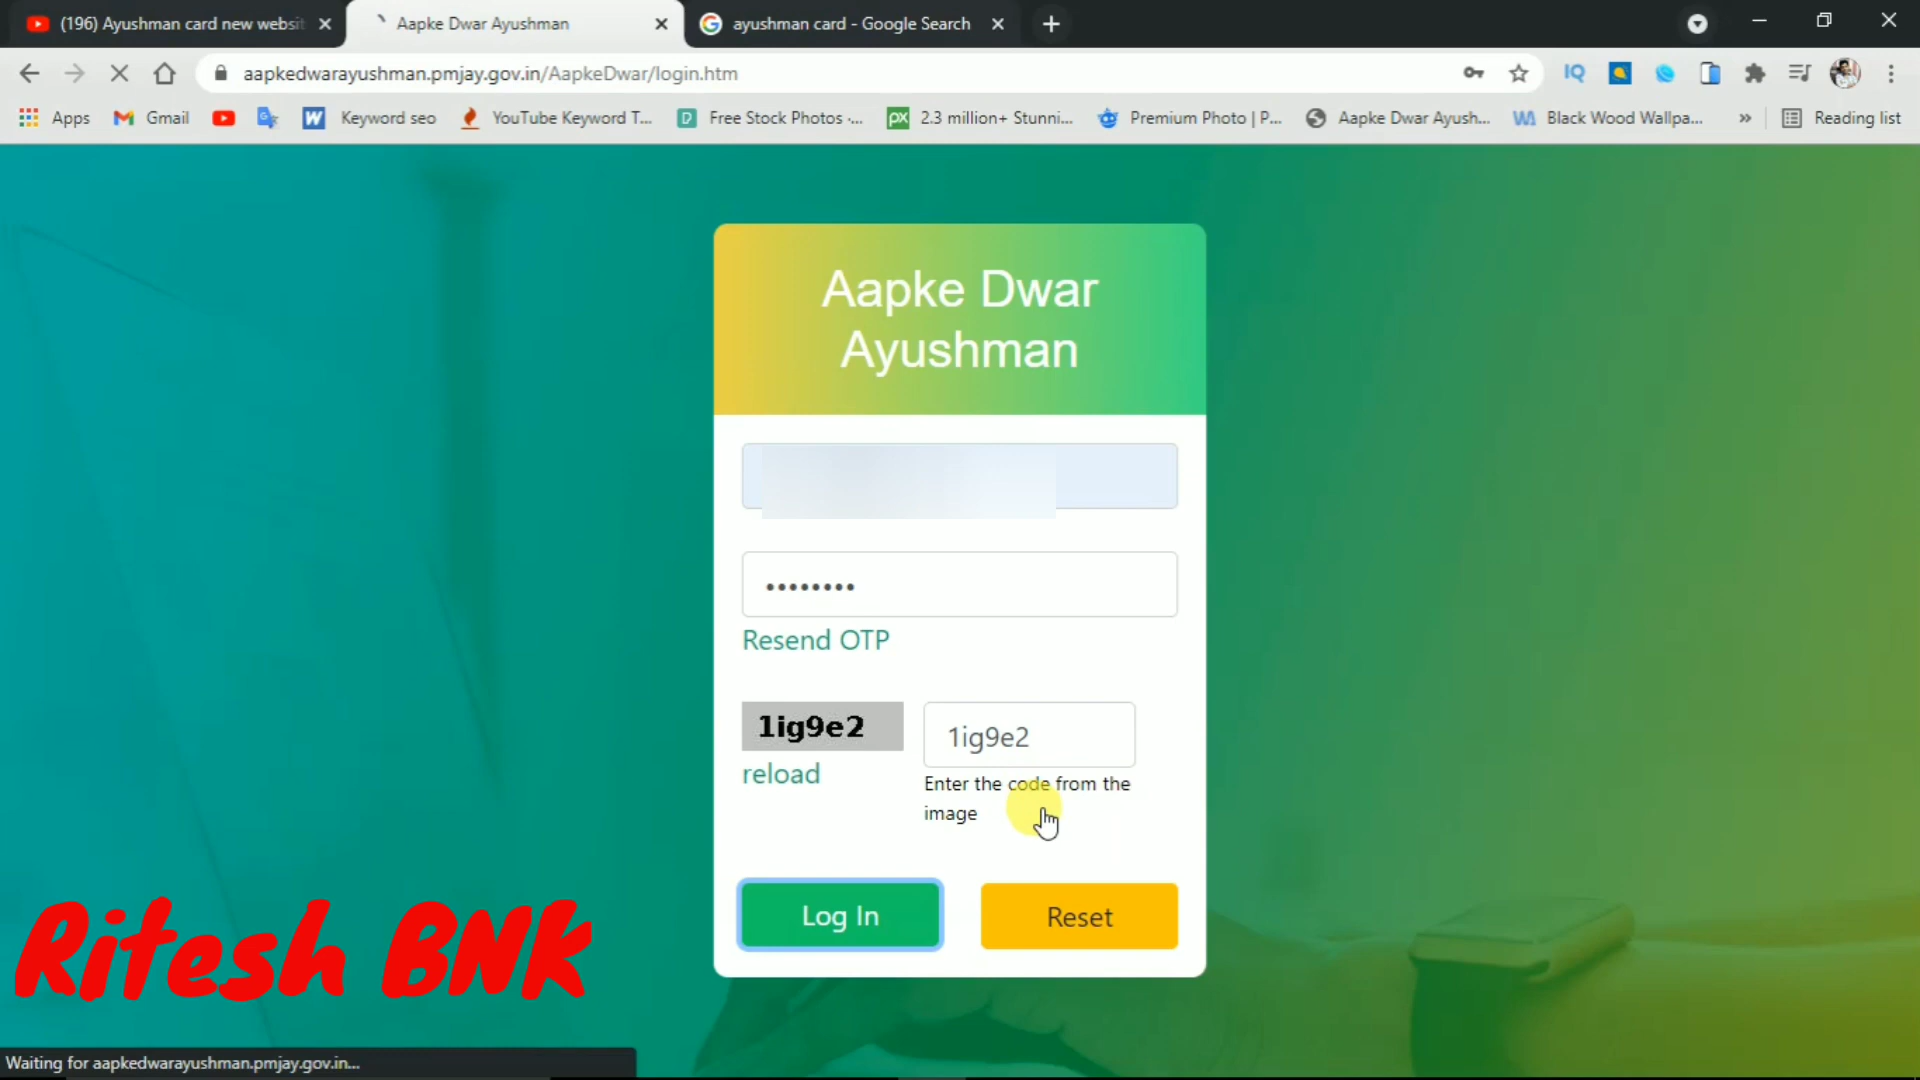 (196) Ayushman card new websit
Aapke Dwar Ayushman
ayushman card - Google Search
aapkedwarayushman.pmjay.gov.in/AapkeDwar/login.htm
IQ
Apps
Gmail
W Keyword seo
YouTube Keyword T...
Free Stock Photos ·...
px 2.3 million+ Stunni...
Premium Photo | P...
Aapke Dwar Ayush...
WA Black Wood Wallpa...
»
Reading list
Aapke Dwar
Ayushman
••••••••
Resend OTP
1ig9e2
1ig9e2
reload
Enter the code from the
image
Log In
Reset
Ritesh BNK
Waiting for aapkedwarayushman.pmjay.gov.in...